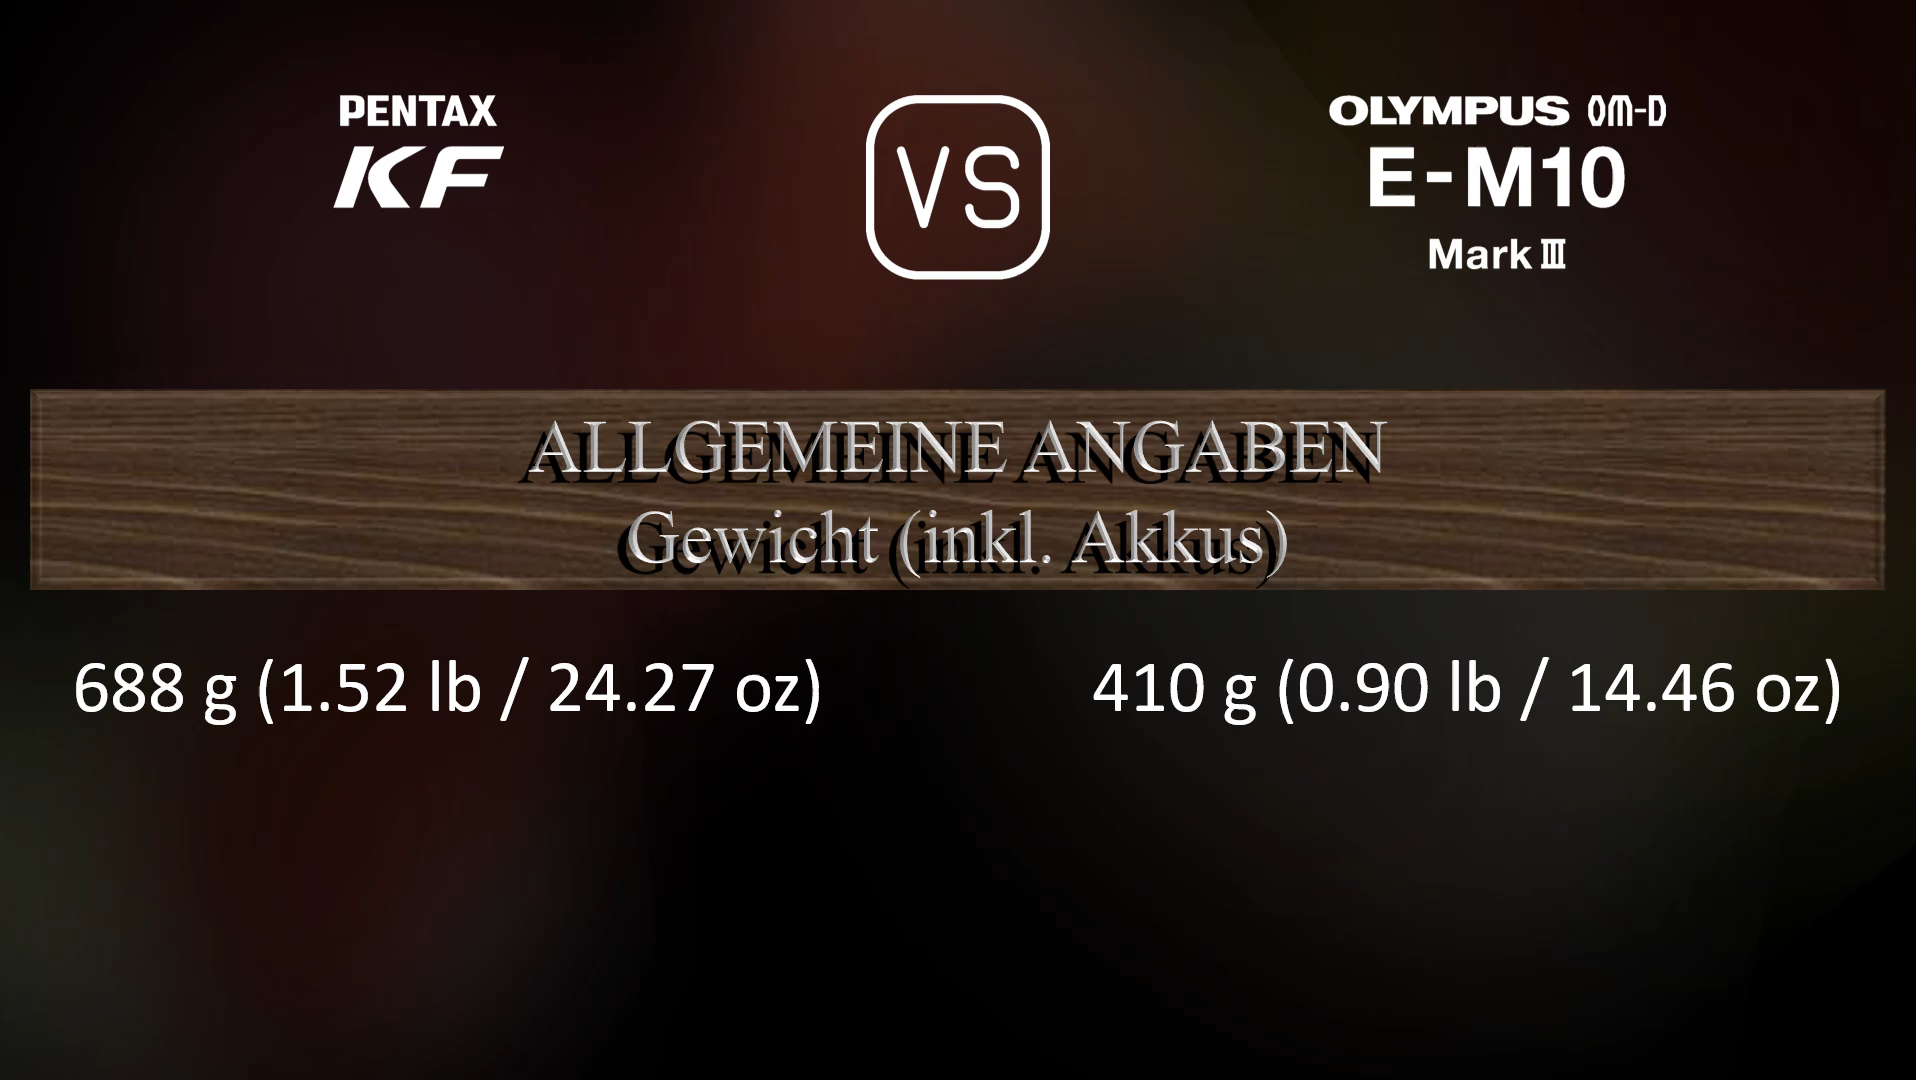 PENTAX
KF
VS
OLYMPUS OM-D
E-M10
Mark III
ALLGEMEINE ANGABEN
Gewicht (inkl. Akkus)
688 g (1.52 lb / 24.27 oz)
410 g (0.90 lb / 14.46 oz)